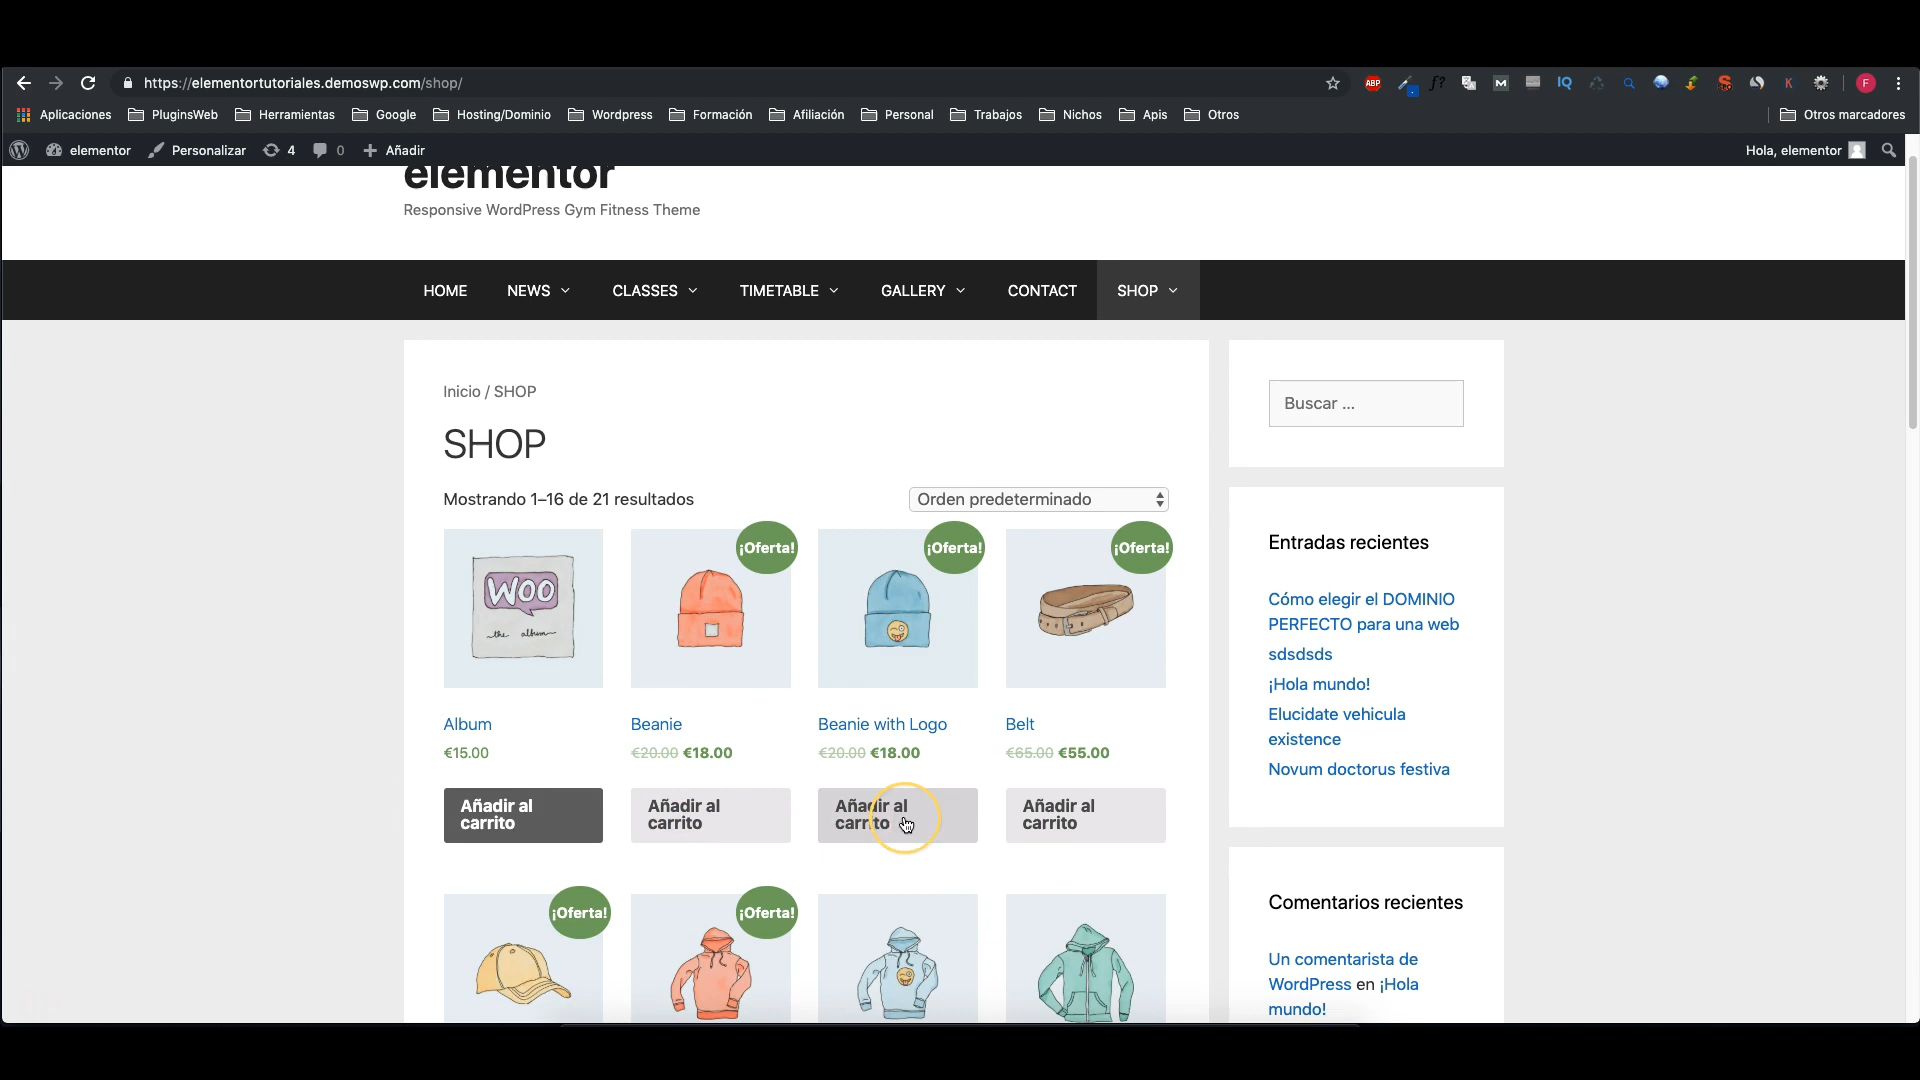 https://elementortutoriales.demoswp.com/shop/
ABP
f?
M
IQ
K
F
Aplicaciones PluginsWeb Herramientas Google Hosting/Dominio Wordpress Formación Afiliación Personal Trabajos Nichos Apis Otros Otros marcadores
elementor Personalizar 4 0 Añadir Hola, elementor
elementor
Responsive WordPress Gym Fitness Theme
HOME NEWS CLASSES TIMETABLE GALLERY CONTACT SHOP
Inicio / SHOP
SHOP
Mostrando 1–16 de 21 resultados
Orden predeterminado
¡Oferta! ¡Oferta! ¡Oferta!
WOO
the album
Album Beanie Beanie with Logo Belt
€15.00 €20.00 €18.00 €20.00 €18.00 €65.00 €55.00
Añadir al carrito
Añadir al carrito
Añadir al carrito
Añadir al carrito
¡Oferta! ¡Oferta!
Buscar ...
Entradas recientes
Cómo elegir el DOMINIO
PERFECTO para una web
sdsdsds
¡Hola mundo!
Elucidate vehicula
existence
Novum doctorus festiva
Comentarios recientes
Un comentarista de
WordPress en ¡Hola
mundo!